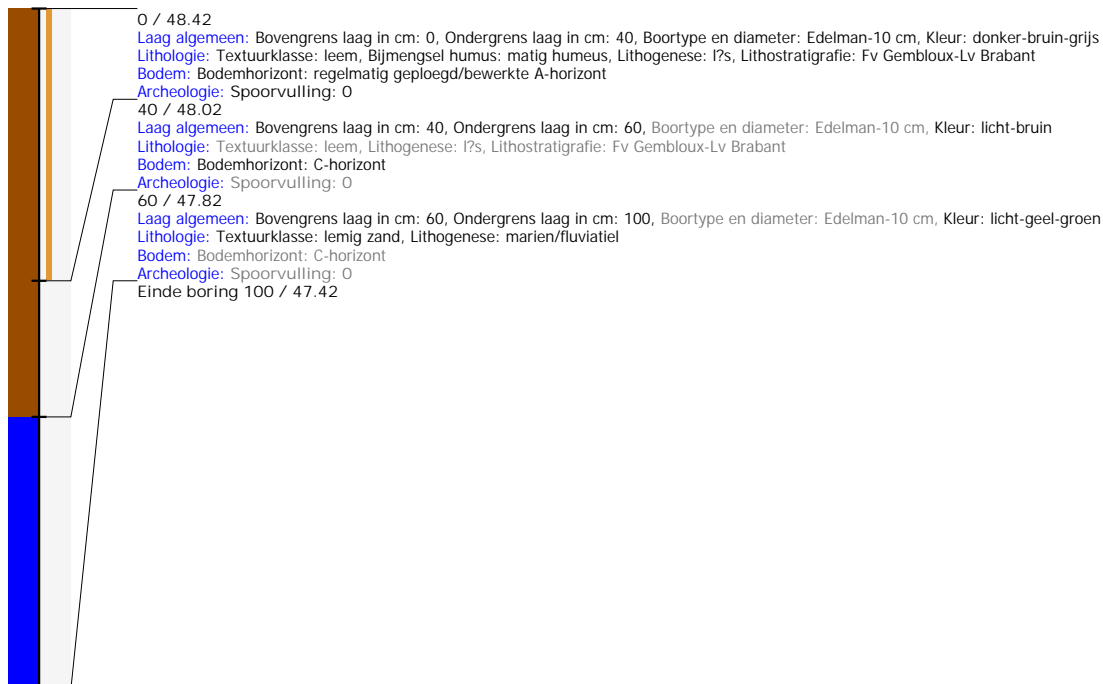 0 / 48.42
Laag algemeen: Bovengrens laag in cm: 0, Ondergrens laag in cm: 40, Boortype en diameter: Edelman-10 cm, Kleur: donker-bruin-grijs
Lithologie: Textuurklasse: leem, Bijmengsel humus: matig humeus, Lithogenese: l?s, Lithostratigrafie: Fv Gembloux-Lv Brabant
Bodem: Bodemhorizont: regelmatig geploegd/bewerkte A-horizont
Archeologie: Spoorvulling: 0
40 / 48.02
Laag algemeen: Bovengrens laag in cm: 40, Ondergrens laag in cm: 60, Boortype en diameter: Edelman-10 cm, Kleur: licht-bruin
Lithologie: Textuurklasse: leem, Lithogenese: l?s, Lithostratigrafie: Fv Gembloux-Lv Brabant
Bodem: Bodemhorizont: C-horizont
Archeologie: Spoorvulling: 0
60 / 47.82
Laag algemeen: Bovengrens laag in cm: 60, Ondergrens laag in cm: 100, Boortype en diameter: Edelman-10 cm, Kleur: licht-geel-groen
Lithologie: Textuurklasse: lemig zand, Lithogenese: marien/fluviatiel
Bodem: Bodemhorizont: C-horizont
Archeologie: Spoorvulling: 0
Einde boring 100 / 47.42